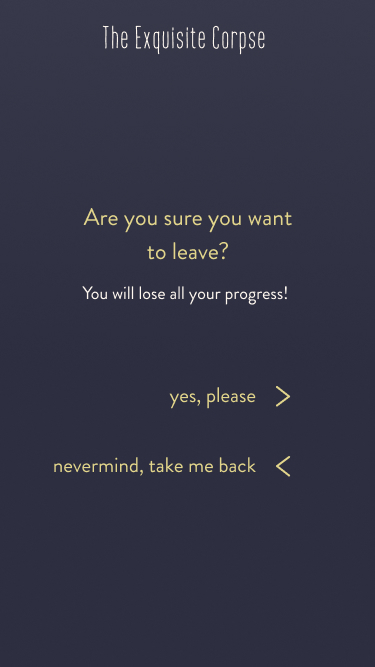 The Exquisite Corpse
Are you sure you want
to leave?
You will lose all your progress!
yes, please
nevermind, take me back